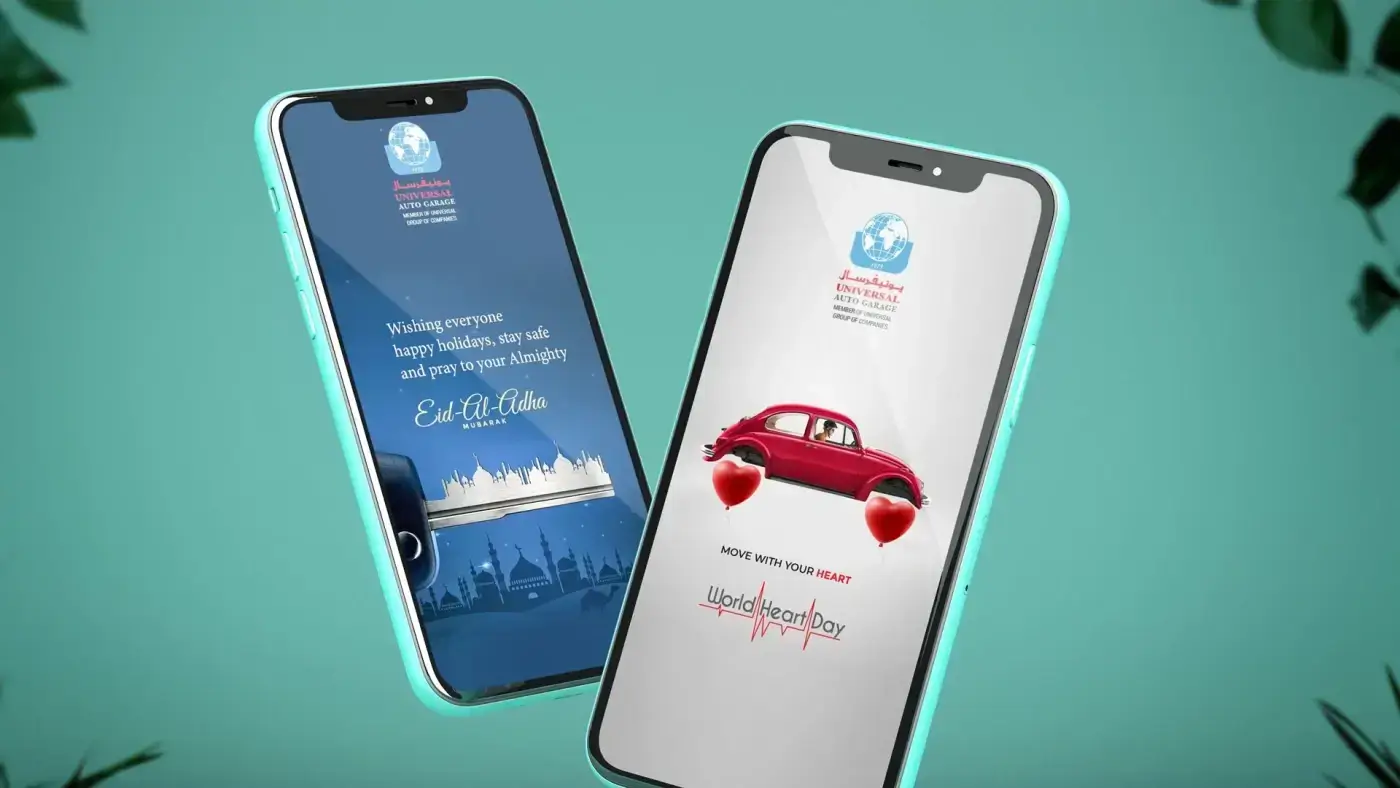 1977
يونيفرسال
UNIVERSAL
AUTO GARAGE
MEMBER OF UNIVERSAL
GROUP OF COMPANIES
Wishing everyone
happy holidays, stay safe
and pray to your Almighty
Eid-Al-Adha
MUBARAK
1977
يونيفرسال
UNIVERSAL
AUTO GARAGE
MEMBER OF UNIVERSAL
GROUP OF COMPANIES
MOVE WITH YOUR HEART
World Heart Day